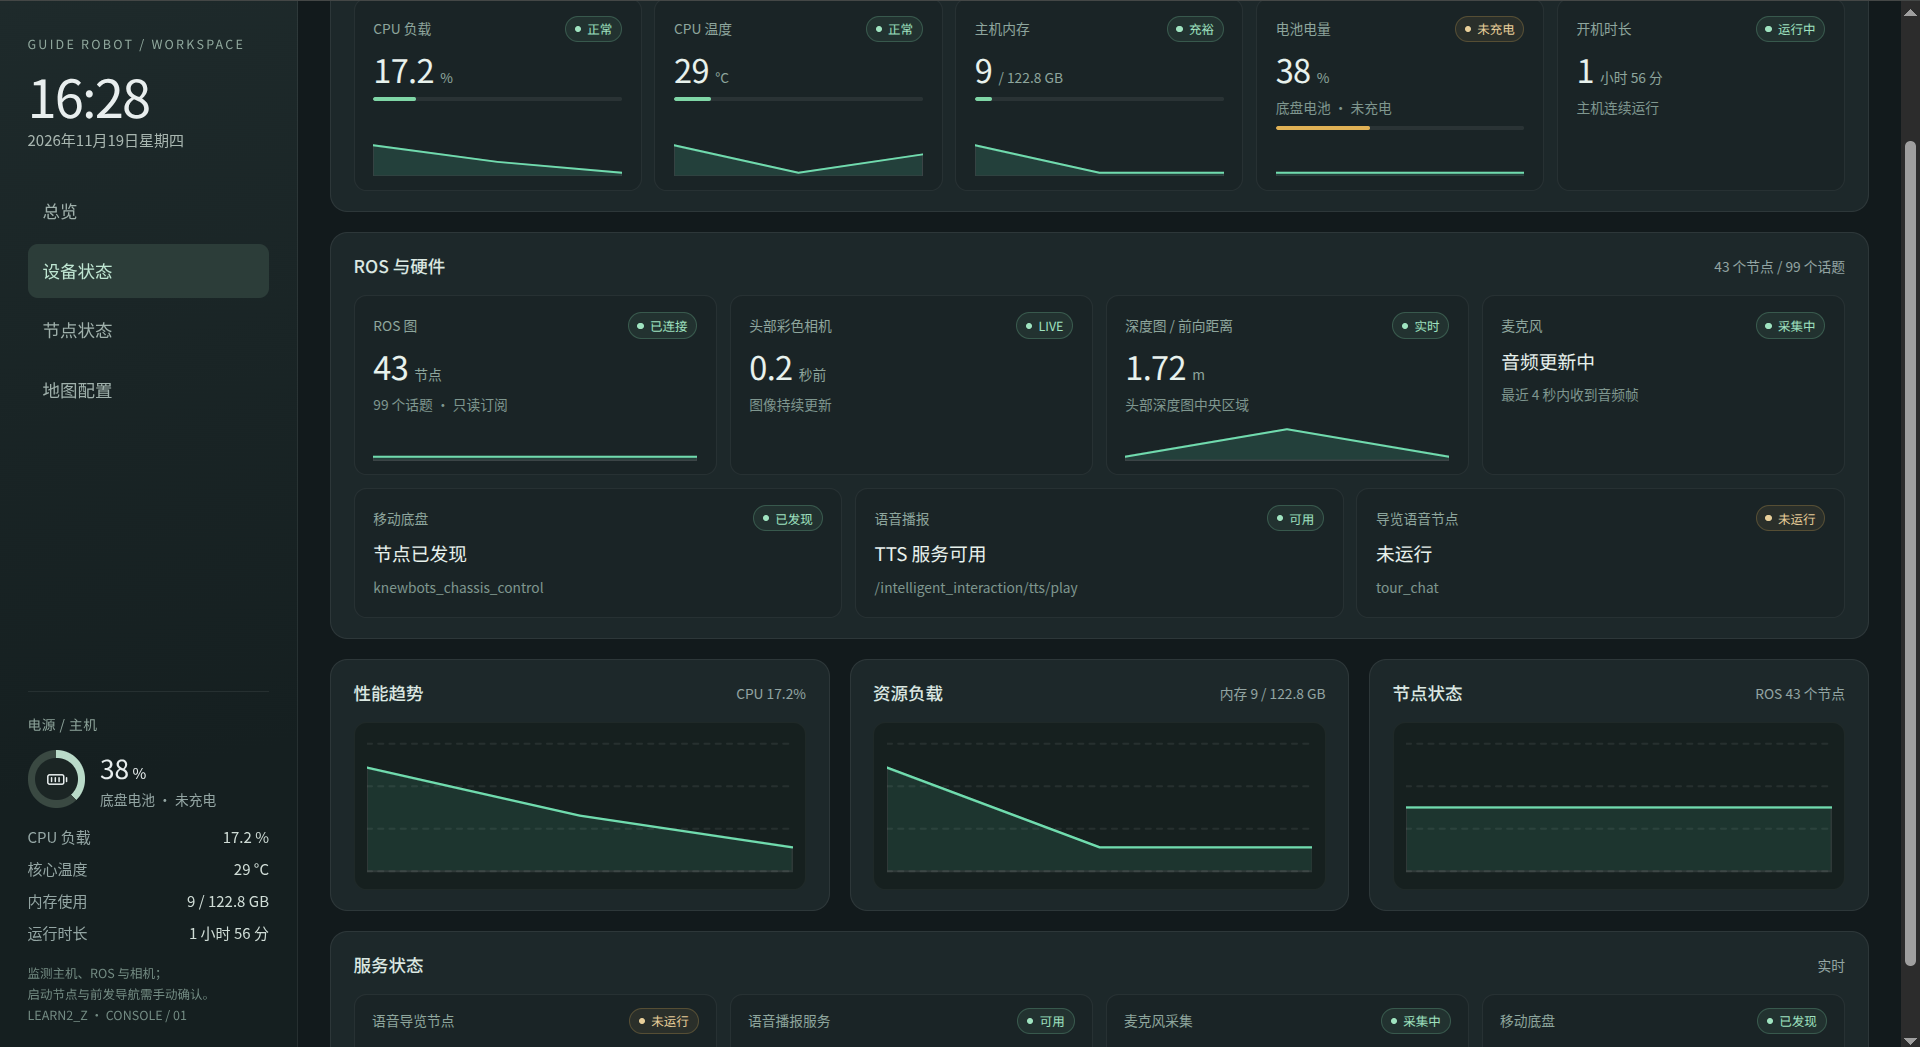 GUIDE ROBOT / WORKSPACE
16:28
2026年11月19日星期四
总览
设备状态
节点状态
地图配置
电源 / 主机
38 %
底盘电池 · 未充电
CPU 负载 17.2 %
核心温度 29 °C
内存使用 9 / 122.8 GB
运行时长 1 小时 56 分
监测主机、ROS 与相机；
启动节点与前发导航需手动确认。
LEARN2_Z · CONSOLE / 01
CPU 负载 正常
17.2 %
CPU 温度 正常
29 °C
主机内存 充裕
9 / 122.8 GB
电池电量 未充电
38 %
底盘电池 · 未充电
开机时长 运行中
1 小时 56 分
主机连续运行
ROS 与硬件 43 个节点 / 99 个话题
ROS 图 已连接
43 节点
99 个话题 · 只读订阅
头部彩色相机 LIVE
0.2 秒前
图像持续更新
深度图 / 前向距离 实时
1.72 m
头部深度图中央区域
麦克风 采集中
音频更新中
最近 4 秒内收到音频帧
移动底盘 已发现
节点已发现
knewbots_chassis_control
语音播报 可用
TTS 服务可用
/intelligent_interaction/tts/play
导览语音节点 未运行
未运行
tour_chat
性能趋势 CPU 17.2%
资源负载 内存 9 / 122.8 GB
节点状态 ROS 43 个节点
服务状态 实时
语音导览节点 未运行
语音播报服务 可用
麦克风采集 采集中
移动底盘 已发现